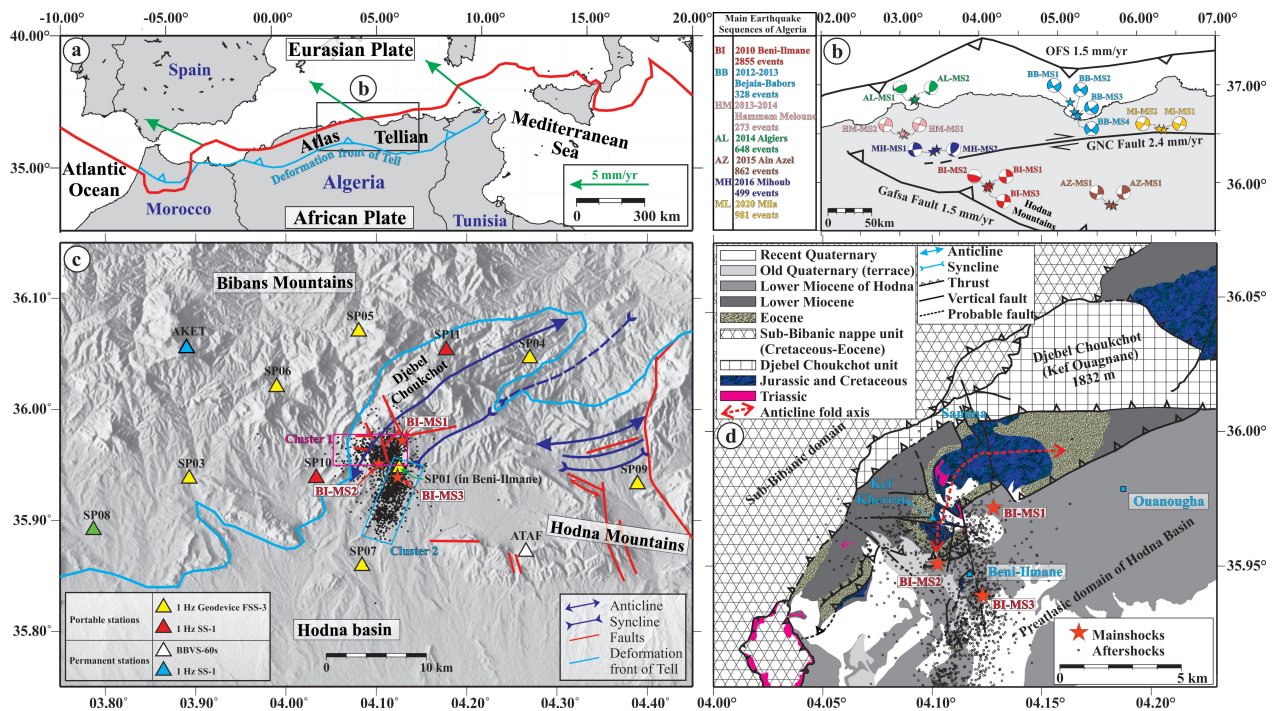 -10.00
-05.00
00.00
05.00
10.00
15.00
20.00
40.00
35.00
a
Eurasian Plate
Spain
b
Atlas
Tellian
Mediterranean
Sea
Atlantic
Ocean
Deformation front of Tell
Algeria
Morocco
African Plate
Tunisia
5 mm/yr
0 300 km
Main Earthquake
Sequences of Algeria
BI 2010 Beni-Ilmane
2855 events
BB 2012-2013
Bejaia-Babors
328 events
HM 2013-2014
Hammam Meloune
273 events
AL 2014 Algiers
648 events
AZ 2015 Ain Azel
862 events
MH 2016 Mihoub
499 events
ML 2020 Mila
981 events
02.00
03.00
04.00
05.00
06.00
07.00
37.00
36.00
b
OFS 1.5 mm/yr
AL-MS2
AL-MS1
BB-MS1
BB-MS2
BB-MS3
BB-MS4
HM-MS2
HM-MS1
MI-MS2
MI-MS1
MH-MS1
MH-MS2
GNC Fault 2.4 mm/yr
BI-MS2
BI-MS1
BI-MS3
AZ-MS1
AZ-MS1
Gafsa Fault 1.5 mm/yr
Hodna
Mountains
0 50km
c
Bibans Mountains
36.10
36.00
35.90
35.80
AKET
SP05
SP11
SP04
SP06
Djebel
Choukchot
BI-MS1
Cluster 1
SP03
SP10
SP01 (in Beni-Ilmane)
SP09
BI-MS2
BI-MS3
SP08
Cluster 2
SP07
ATAF
Hodna Mountains
Hodna basin
0 10 km
Portable stations
1 Hz Geodevice FSS-3
1 Hz SS-1
Permanent stations
BBVS-60s
1 Hz SS-1
Anticline
Syncline
Faults
Deformation
front of Tell
03.80
03.90
04.00
04.10
04.20
04.30
04.40
Recent Quaternary
Old Quaternary (terrace)
Lower Miocene of Hodna
Lower Miocene
Eocene
Sub-Bibanic nappe unit
(Cretaceous-Eocene)
Djebel Choukchot unit
Jurassic and Cretaceous
Triassic
Anticline fold axis
Anticline
Syncline
Thrust
Vertical fault
Probable fault
36.05
36.00
35.95
d
Djebel Choukchot
(Kef Ouagnane)
1832 m
Samma
Sub-Bibanic domain
Kef
Kherrat
Ouanougha
BI-MS1
BI-MS2
Beni-Ilmane
BI-MS3
Preatlasic domain of Hodna Basin
Mainshocks
Aftershocks
0 5 km
04.00
04.05
04.10
04.15
04.20